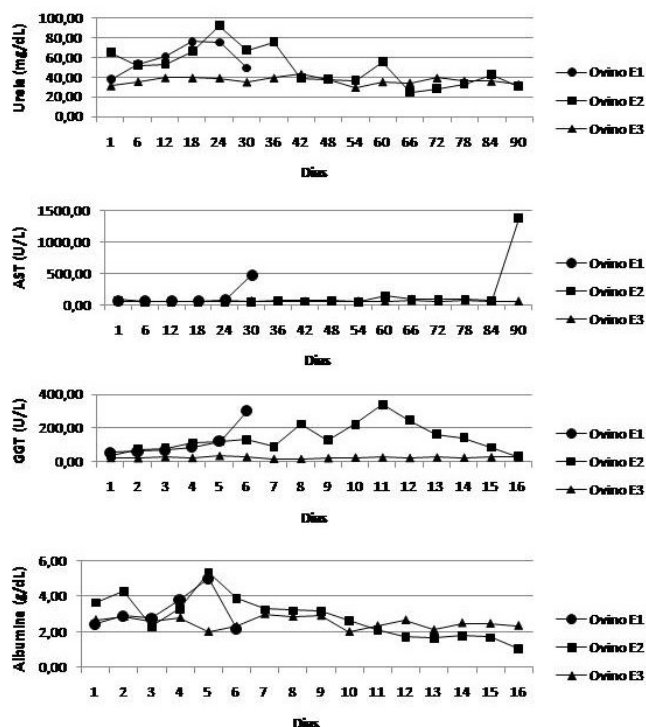 Ureia (mg/dL)
100,00
80,00
60,00
40,00
20,00
00,00
1 6 12 18 24 30 36 42 48 54 60 66 72 78 84 90
Dias
Ovino E1
Ovino E2
Ovino E3
AST (U/L)
1500,00
1000,00
500,00
00,00
1 6 12 18 24 30 36 42 48 54 60 66 72 78 84 90
Dias
Ovino E1
Ovino E2
Ovino E3
GGT (U/L)
400,00
200,00
00,00
1 2 3 4 5 6 7 8 9 10 11 12 13 14 15 16
Dias
Ovino E1
Ovino E2
Ovino E3
Albumina (g/dL)
6,00
4,00
2,00
0,00
1 2 3 4 5 6 7 8 9 10 11 12 13 14 15 16
Dias
Ovino E1
Ovino E2
Ovino E3